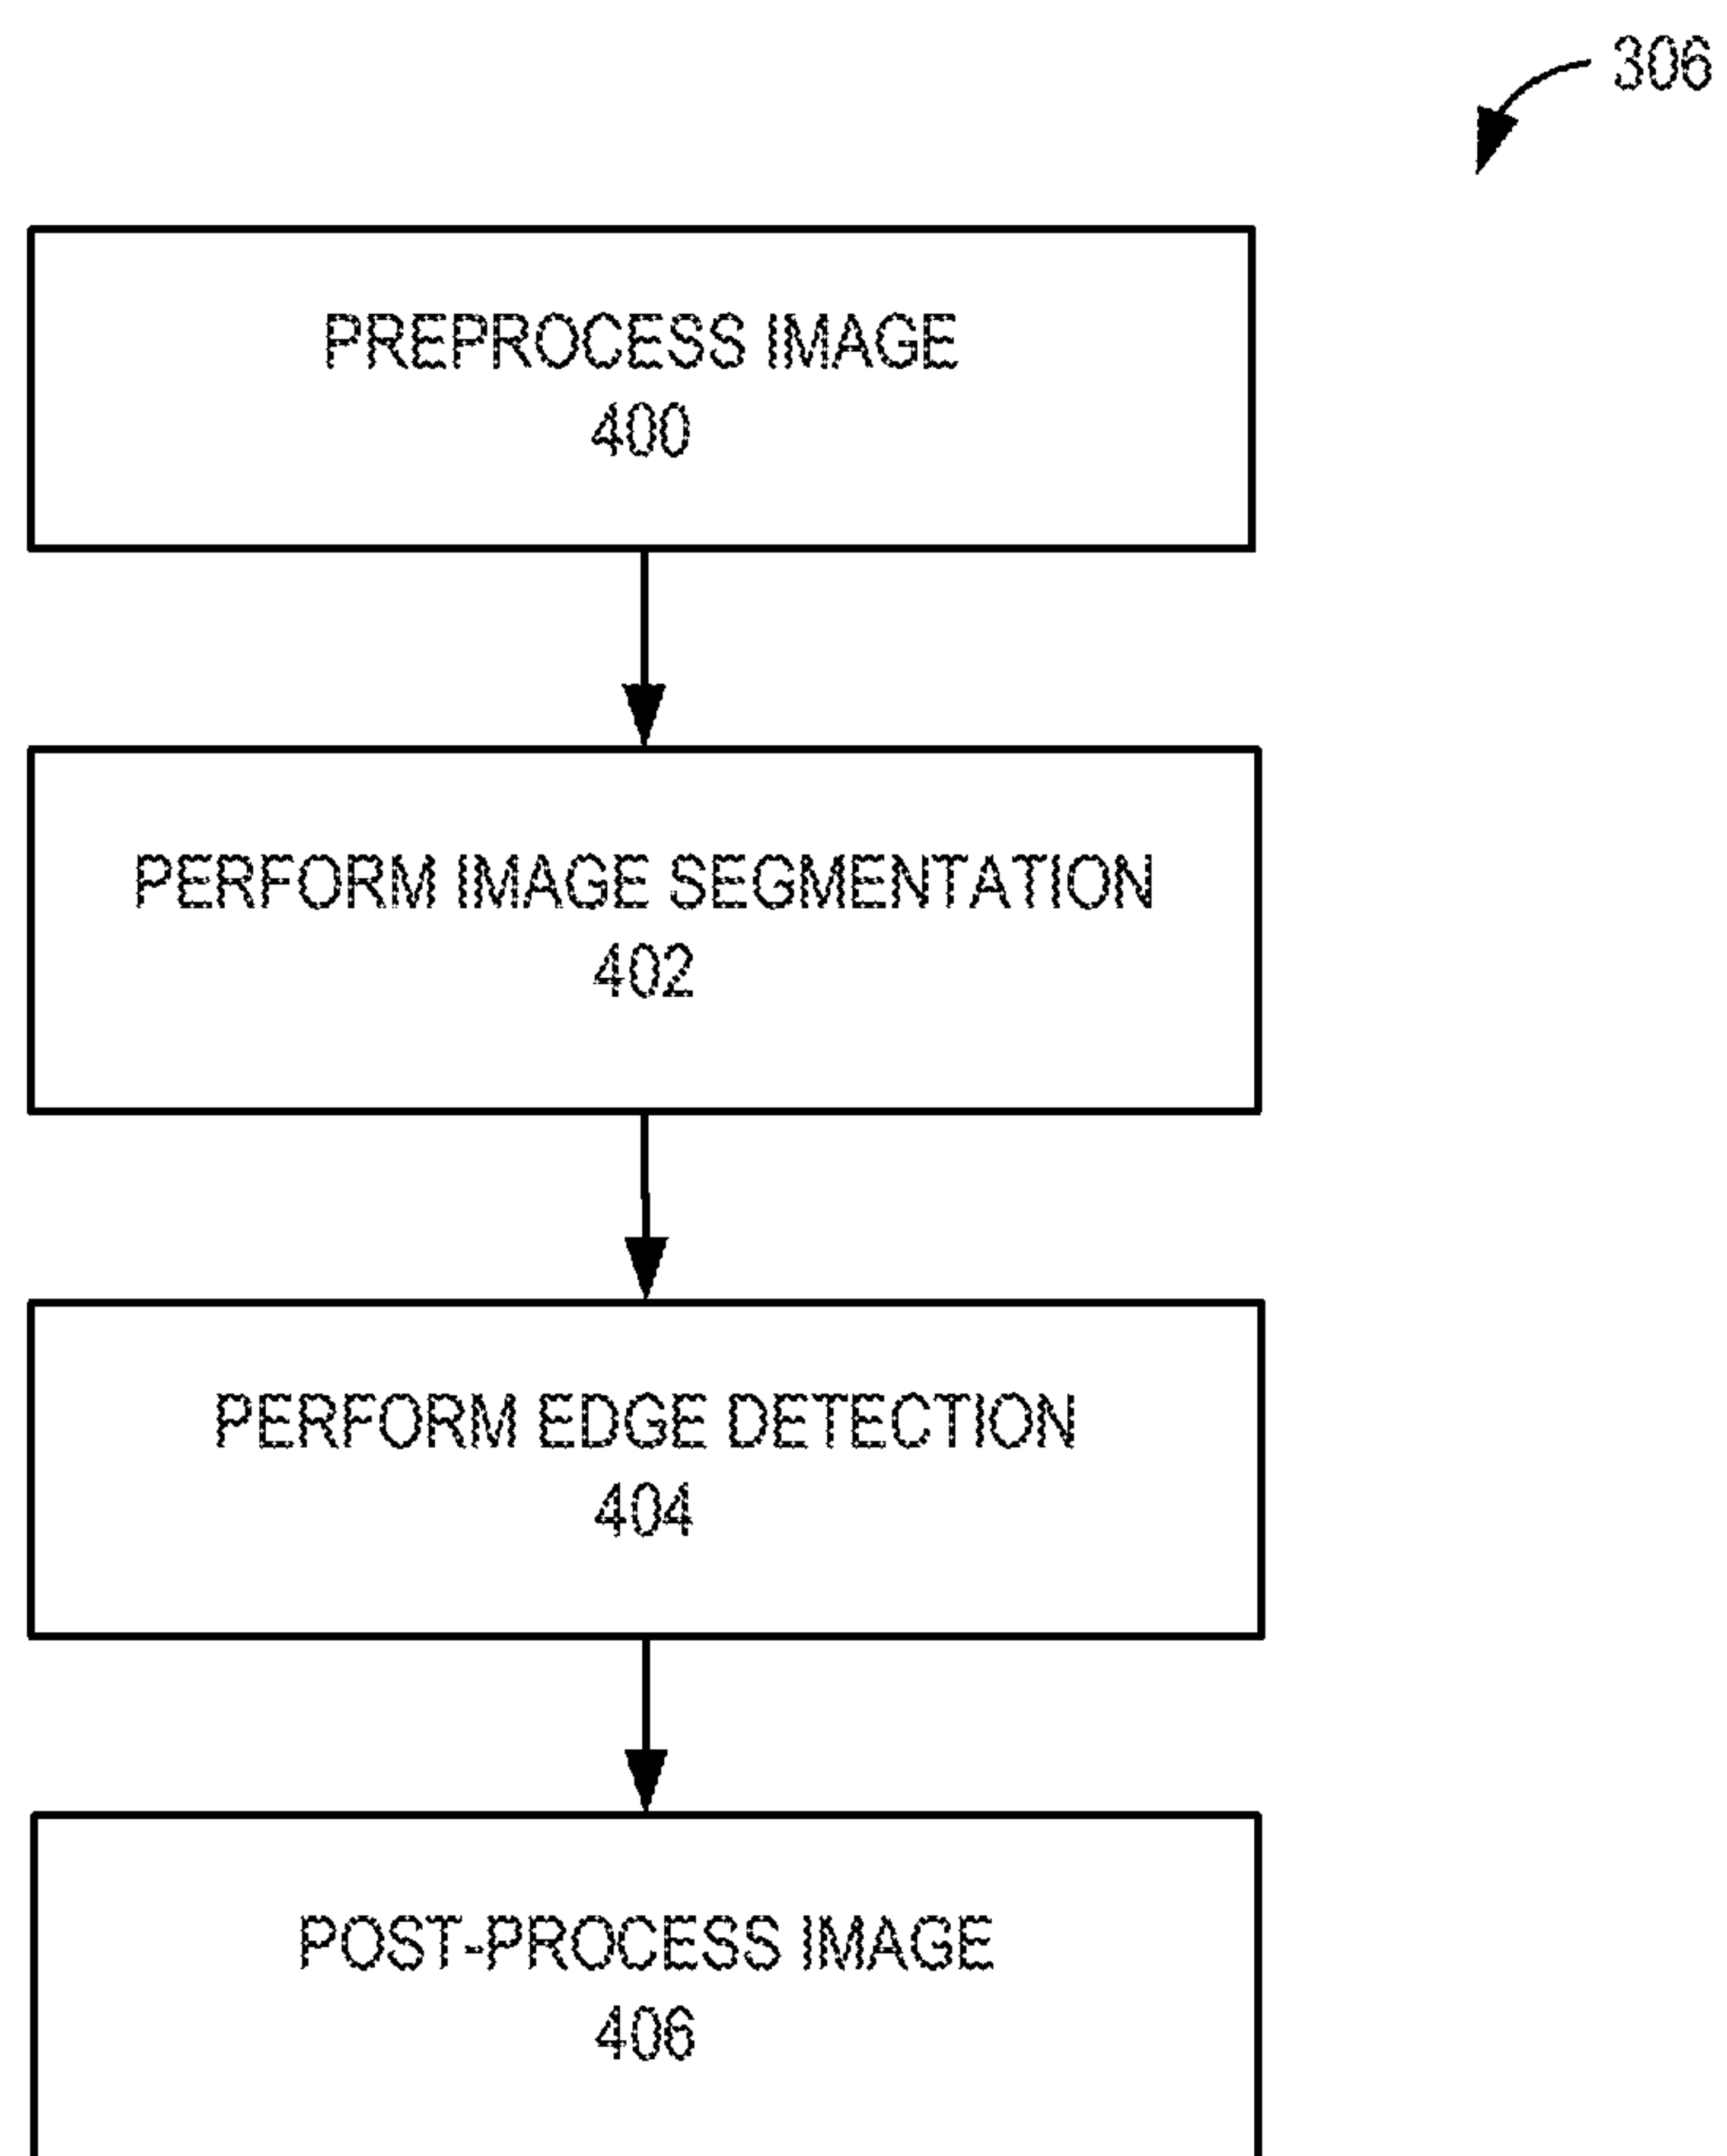 306
PREPROCESS IMAGE
400
PERFORM IMAGE SEGMENTATION
402
PERFORM EDGE DETECTION
404
POST-PROCESS IMAGE
406